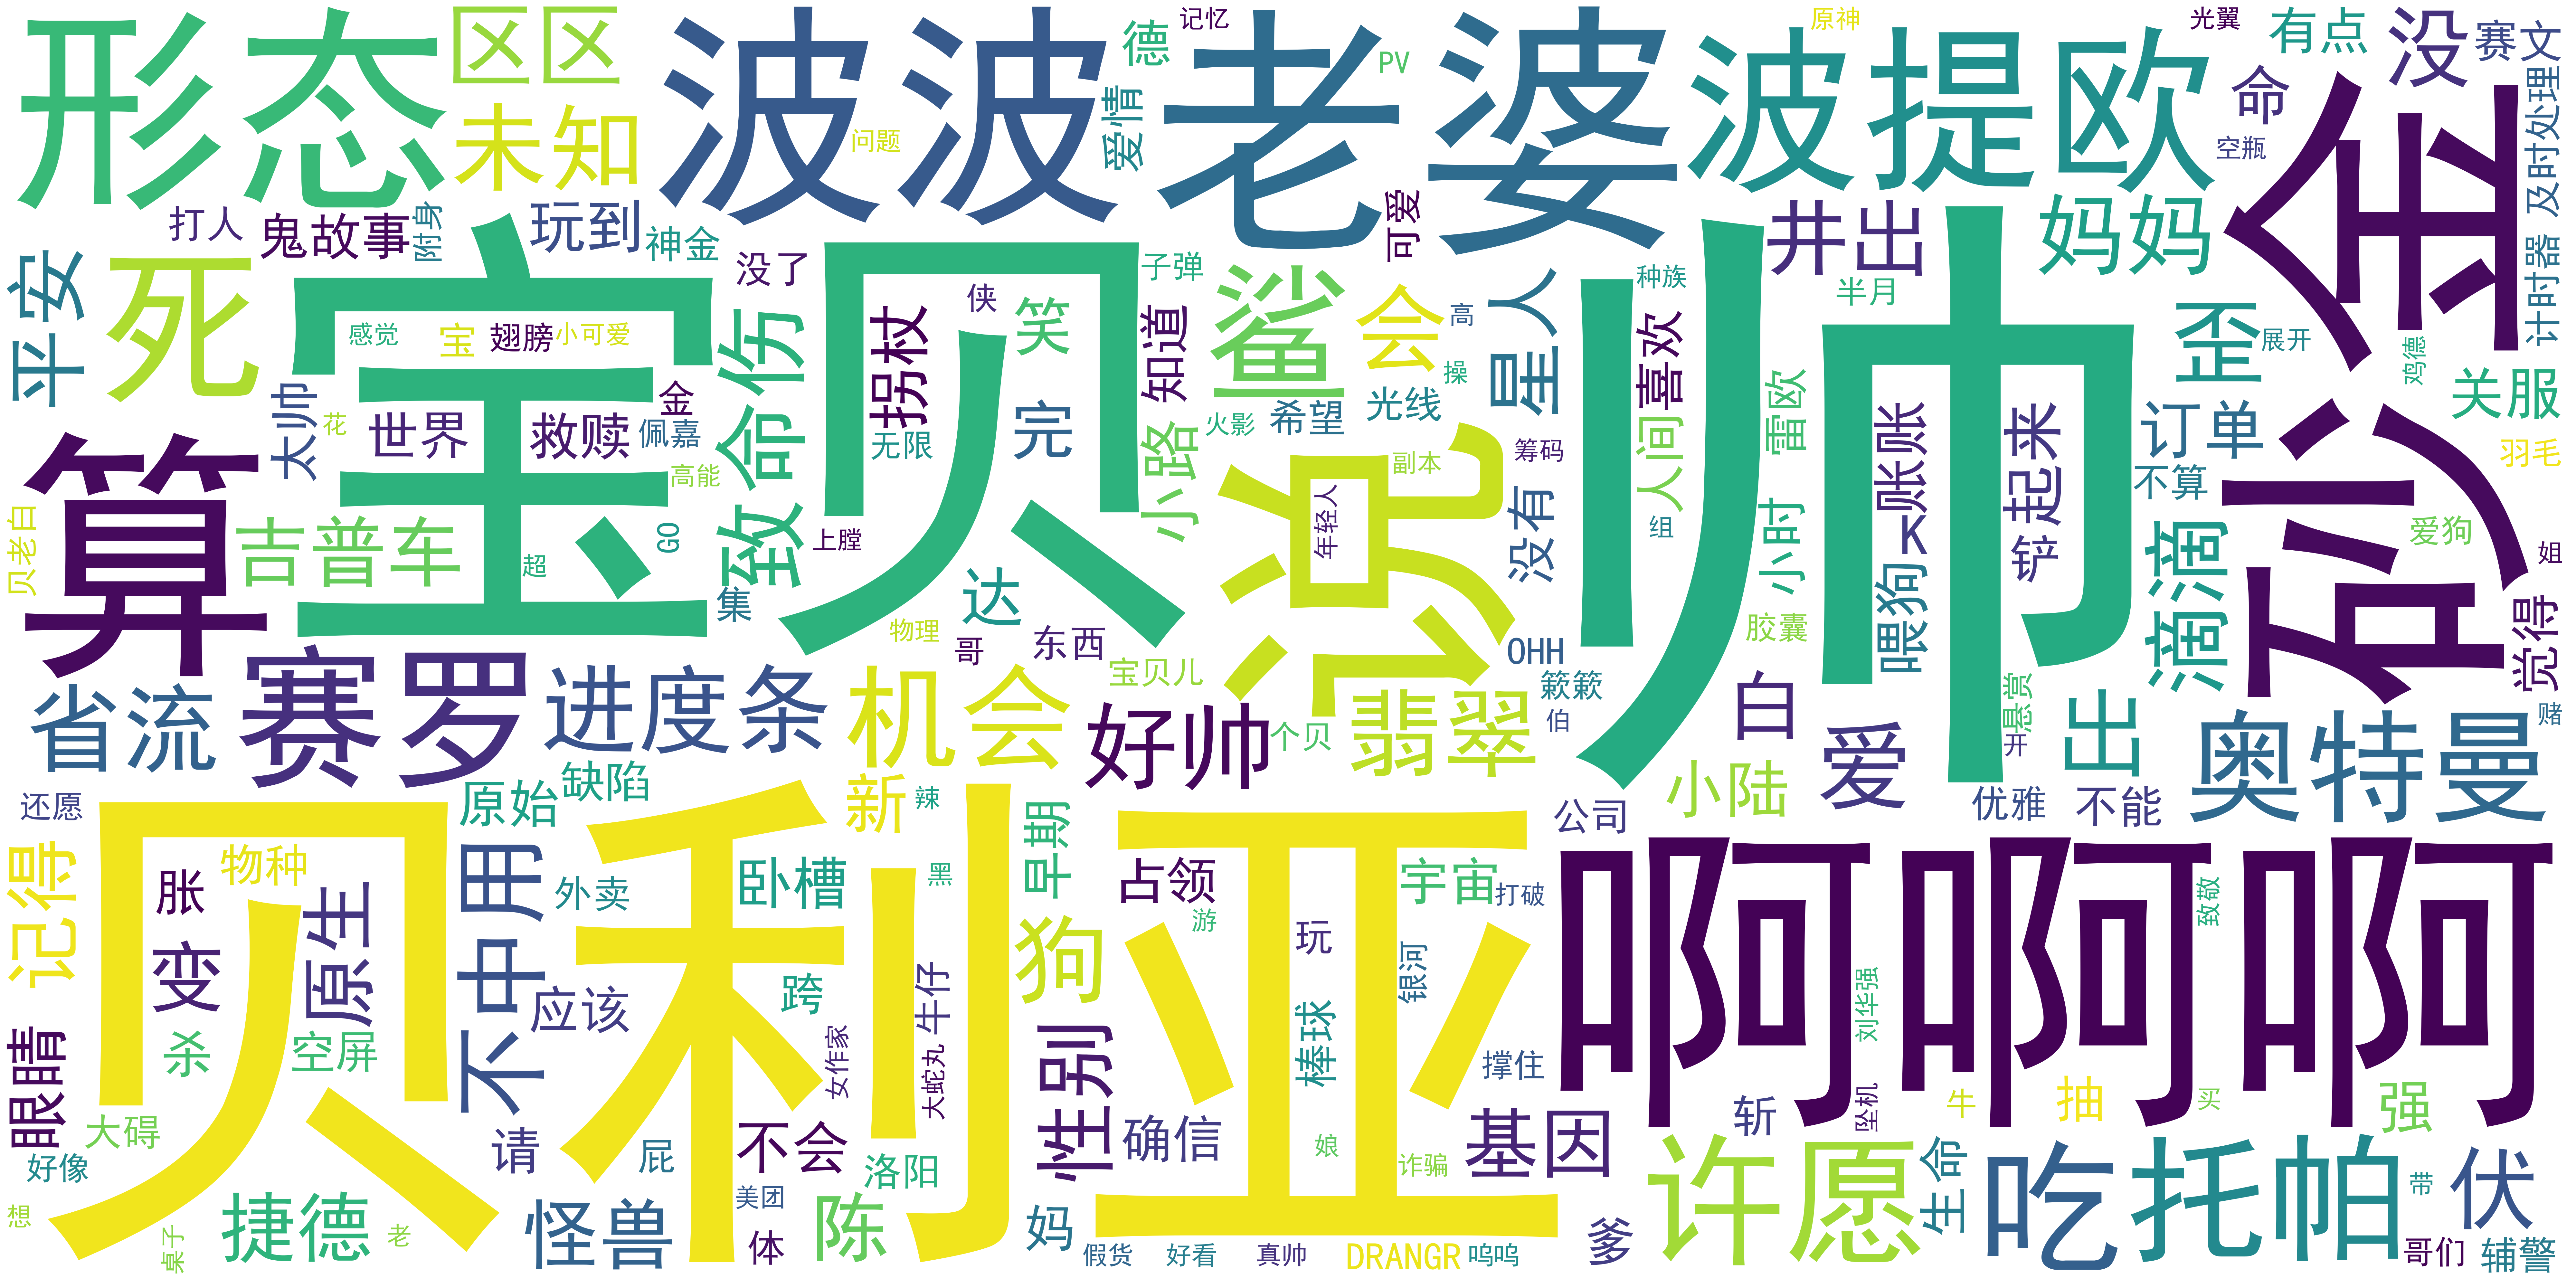 形态
区区
未知
波波
老婆
波提欧
德
记忆
PV
爱情
问题
原神
光翼
有点
没
赛文
命
空瓶
及时处理
计时器
金
砂
打人
鬼故事
附身
玩到
神金
没了
子弹
可爱
星人
井出
妈妈
种族
半月
平安
死
宝贝
感觉
宝
翅膀
小可爱
太帅
世界
救赎
金
佩嘉
花
高能
致命伤
侠
笑
拐杖
完
无限
知道
小路
鲨
会
高
操
希望
光线
火影
副本
筹码
喜欢
人间
帅
雷欧
小时
账账
喂狗
起来
铲
歪
展开
鸡德
关服
订单
不算
羽毛
爱狗
姐
滴滴
觉得
算
贝老白
吉普车
超
GO
上膛
集
达
物理
哥
东西
宝贝儿
说
年轻人
没有
组
OHH
簌簌
伯
胶囊
白
悬赏
开
出
赌
奥特曼
省流
赛罗
进度条
机会
好帅
个贝
翡翠
小陆
爱
公司
优雅
不能
还愿
原始
缺陷
新
辣
早期
贝利亚
记得
物种
胀
变
原生
不中用
外卖
卧槽
黑
狗
占领
宇宙
打破
游
玩
银河
啊啊啊
致敬
刘华强
眼睛
杀
空屏
应该
跨
女作家
大蛇丸
牛仔
性别
棒球
撑住
大碍
好像
请
屁
不会
洛阳
确信
娘
诈骗
基因
斩
坠机
牛
抽
买
强
想
桌子
捷德
老
怪兽
美团
体
陈
妈
假货
好看
真帅
DRANGR
呜呜
爹
许愿
生命
吃
托帕
带
伏
哥们
辅警